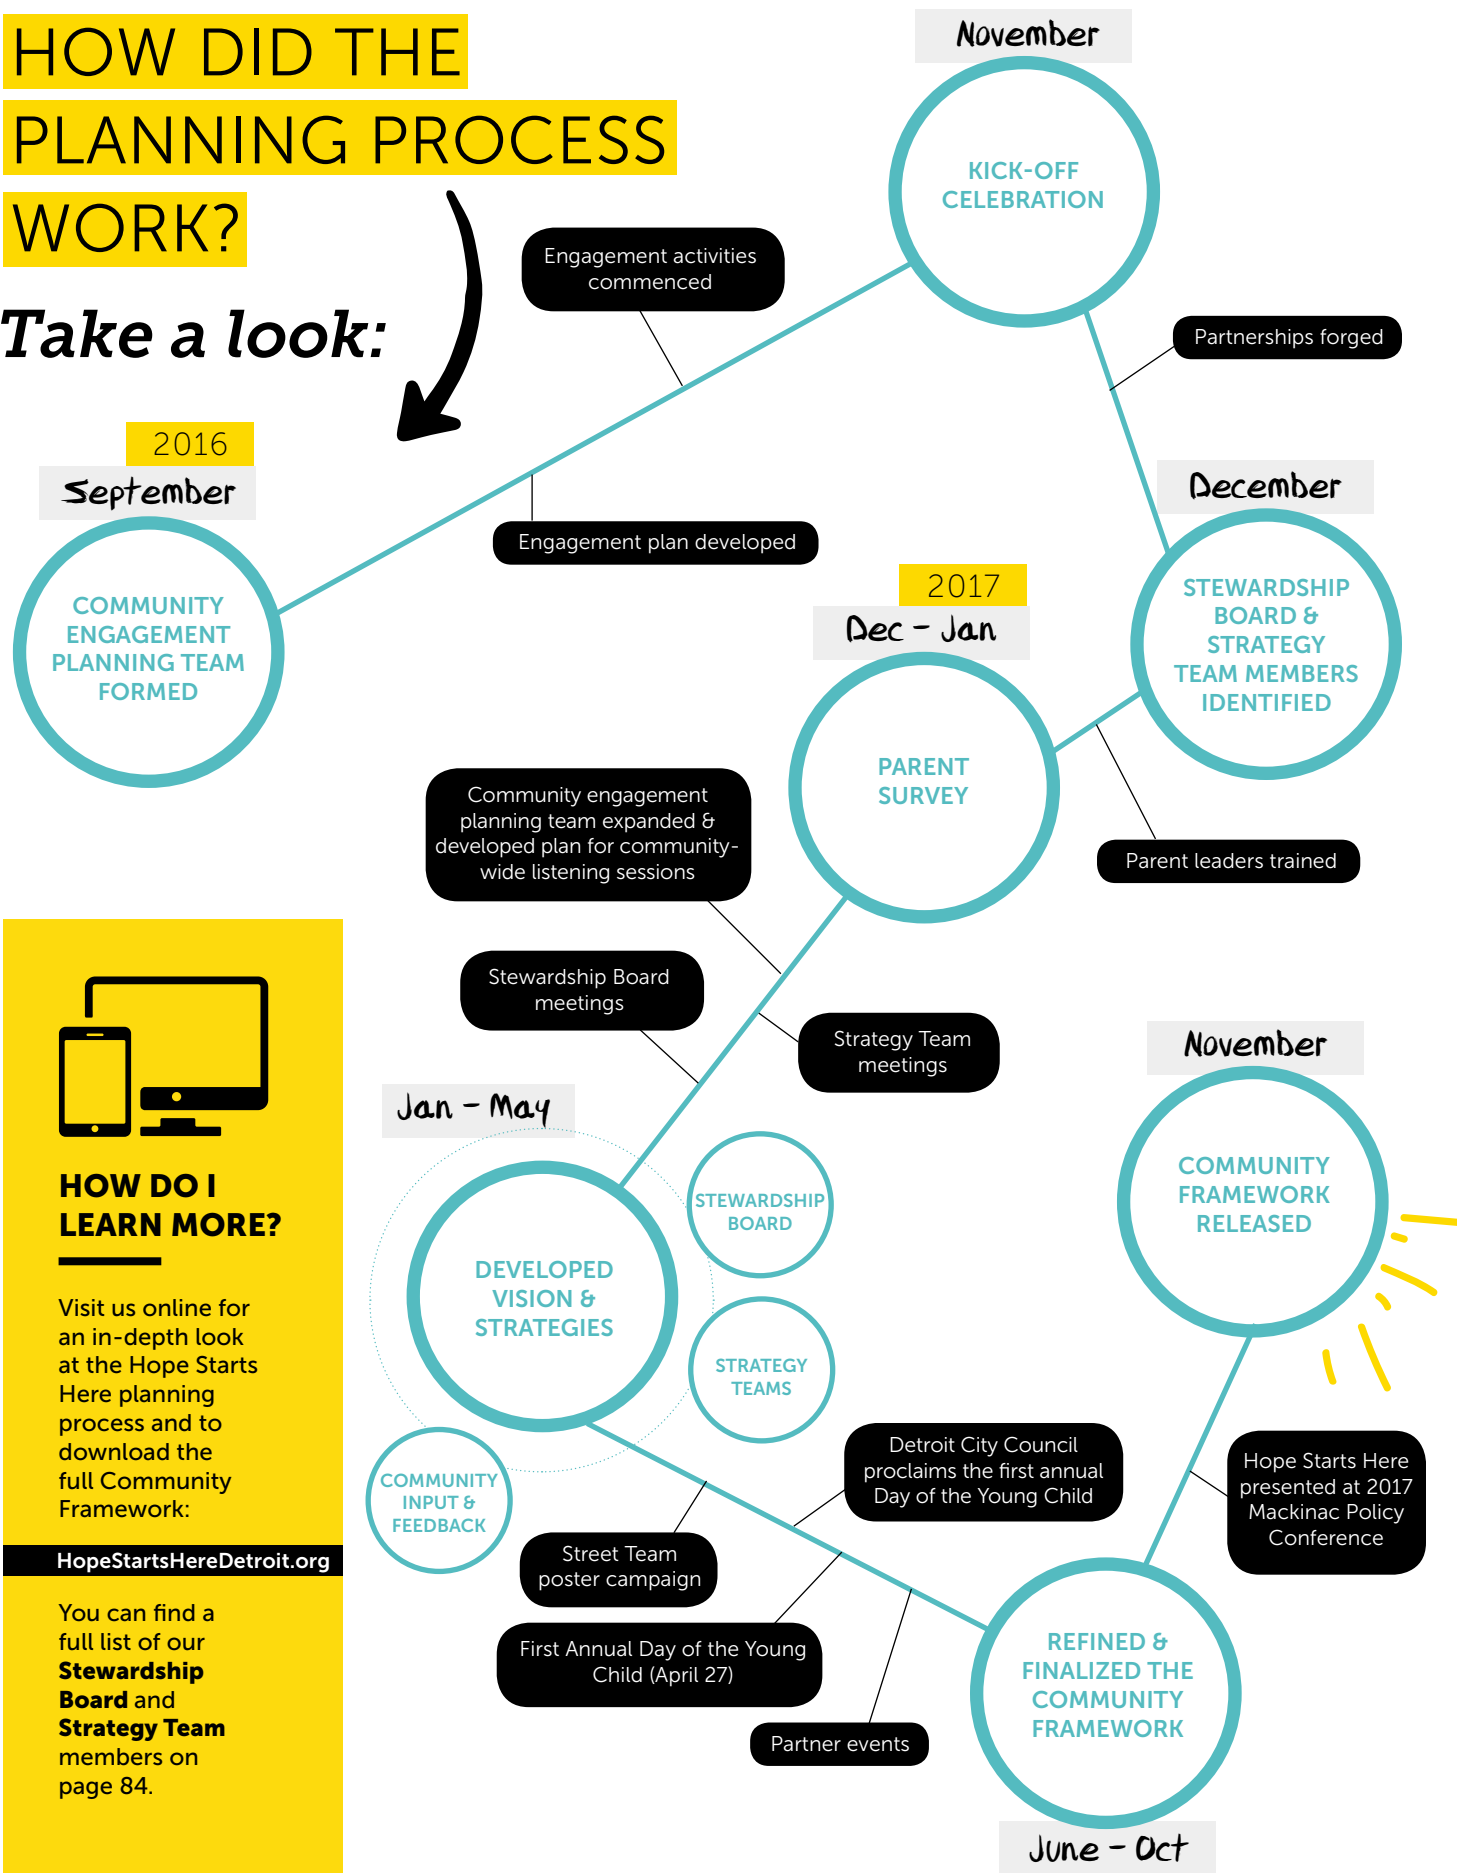 HOW DID THE
PLANNING PROCESS
WORK?
Take a look:
2016
September
COMMUNITY
ENGAGEMENT
PLANNING TEAM
FORMED
Engagement plan developed
Engagement activities
commenced
November
KICK-OFF
CELEBRATION
Partnerships forged
December
STEWARDSHIP
BOARD &
STRATEGY
TEAM MEMBERS
IDENTIFIED
Parent leaders trained
2017
Dec - Jan
PARENT
SURVEY
Community engagement
planning team expanded &
developed plan for community-
wide listening sessions
Strategy Team
meetings
Stewardship Board
meetings
Jan - May
DEVELOPED
VISION &
STRATEGIES
STEWARDSHIP
BOARD
STRATEGY
TEAMS
COMMUNITY
INPUT &
FEEDBACK
Street Team
poster campaign
Detroit City Council
proclaims the first annual
Day of the Young Child
First Annual Day of the Young
Child (April 27)
Partner events
REFINED &
FINALIZED THE
COMMUNITY
FRAMEWORK
June - Oct
Hope Starts Here
presented at 2017
Mackinac Policy
Conference
November
COMMUNITY
FRAMEWORK
RELEASED
HOW DO I
LEARN MORE?
Visit us online for
an in-depth look
at the Hope Starts
Here planning
process and to
download the
full Community
Framework:
HopeStartsHereDetroit.org
You can find a
full list of our
Stewardship
Board and
Strategy Team
members on
page 84.